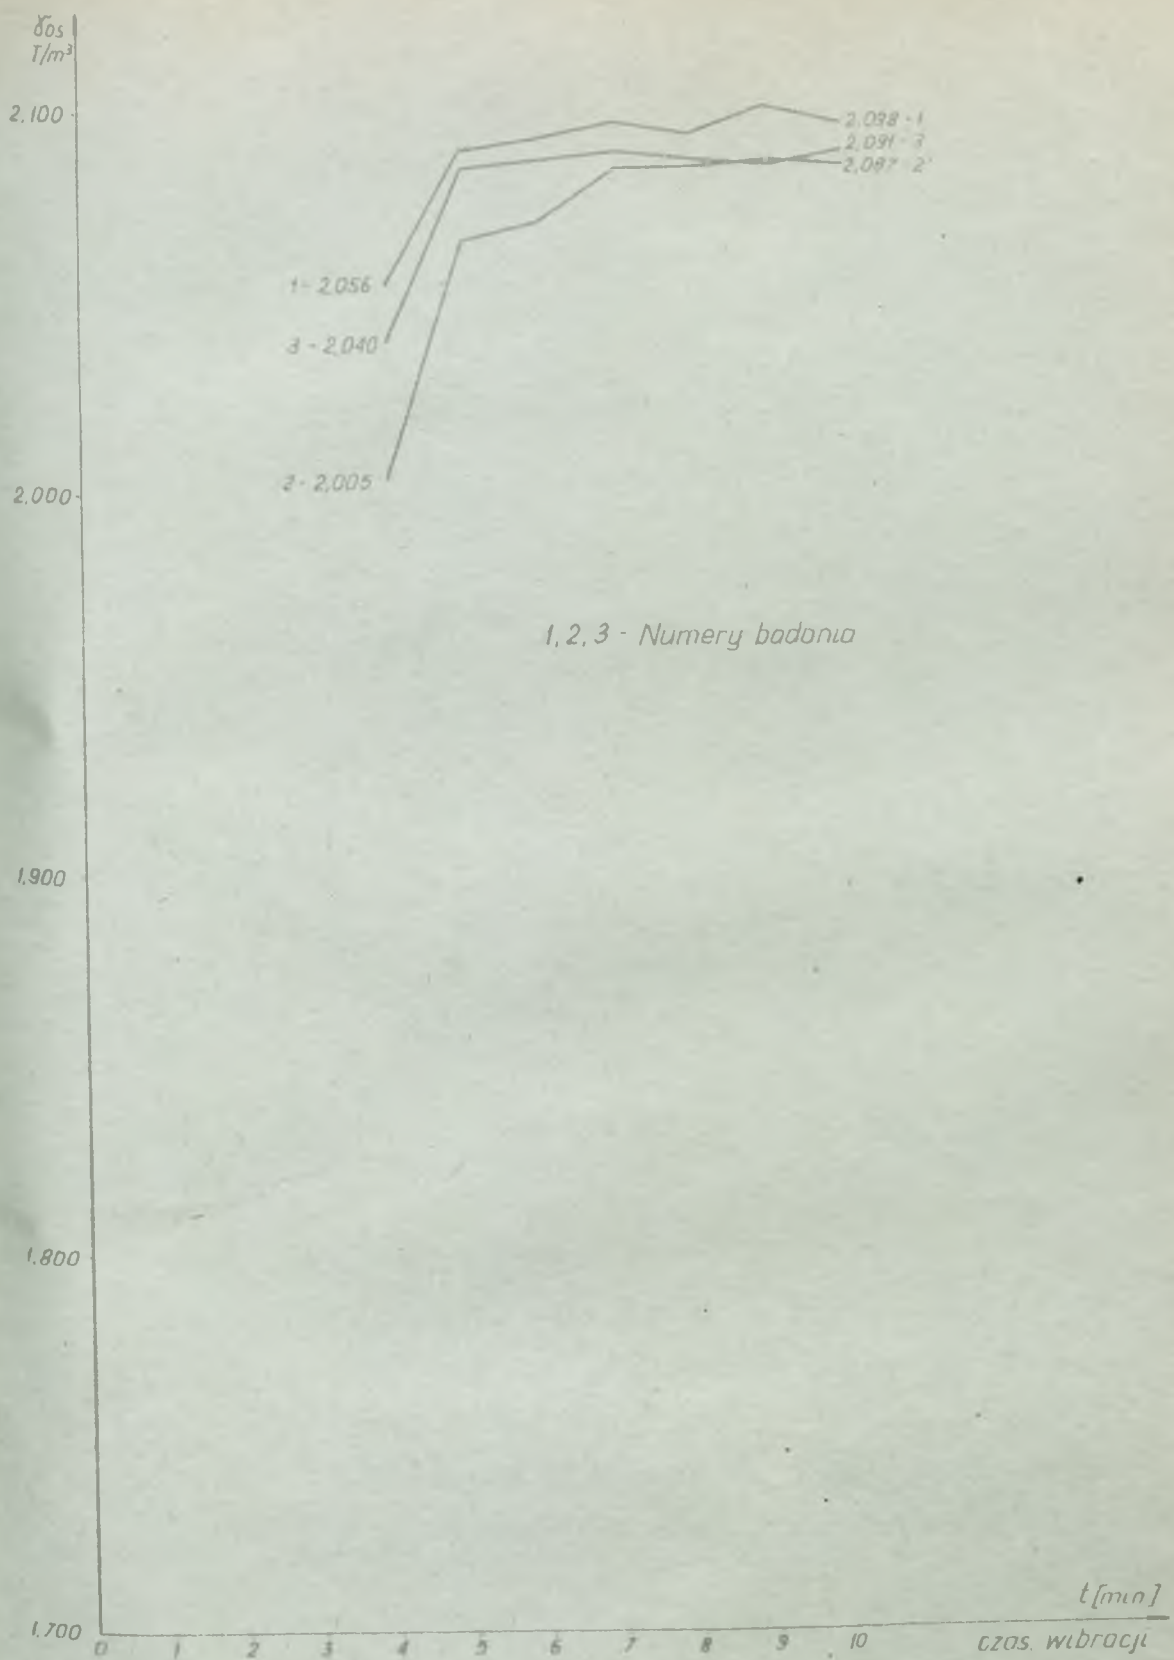 γos
T/m³
2.100
2.098 - 1
2.091 - 3
2.087 - 2
1 - 2.056
3 - 2.040
2 - 2.005
2.000
1, 2, 3 - Numery badania
1.900
1.800
t [min]
1.700
0 1 2 3 4 5 6 7 8 9 10
czas. wibracji